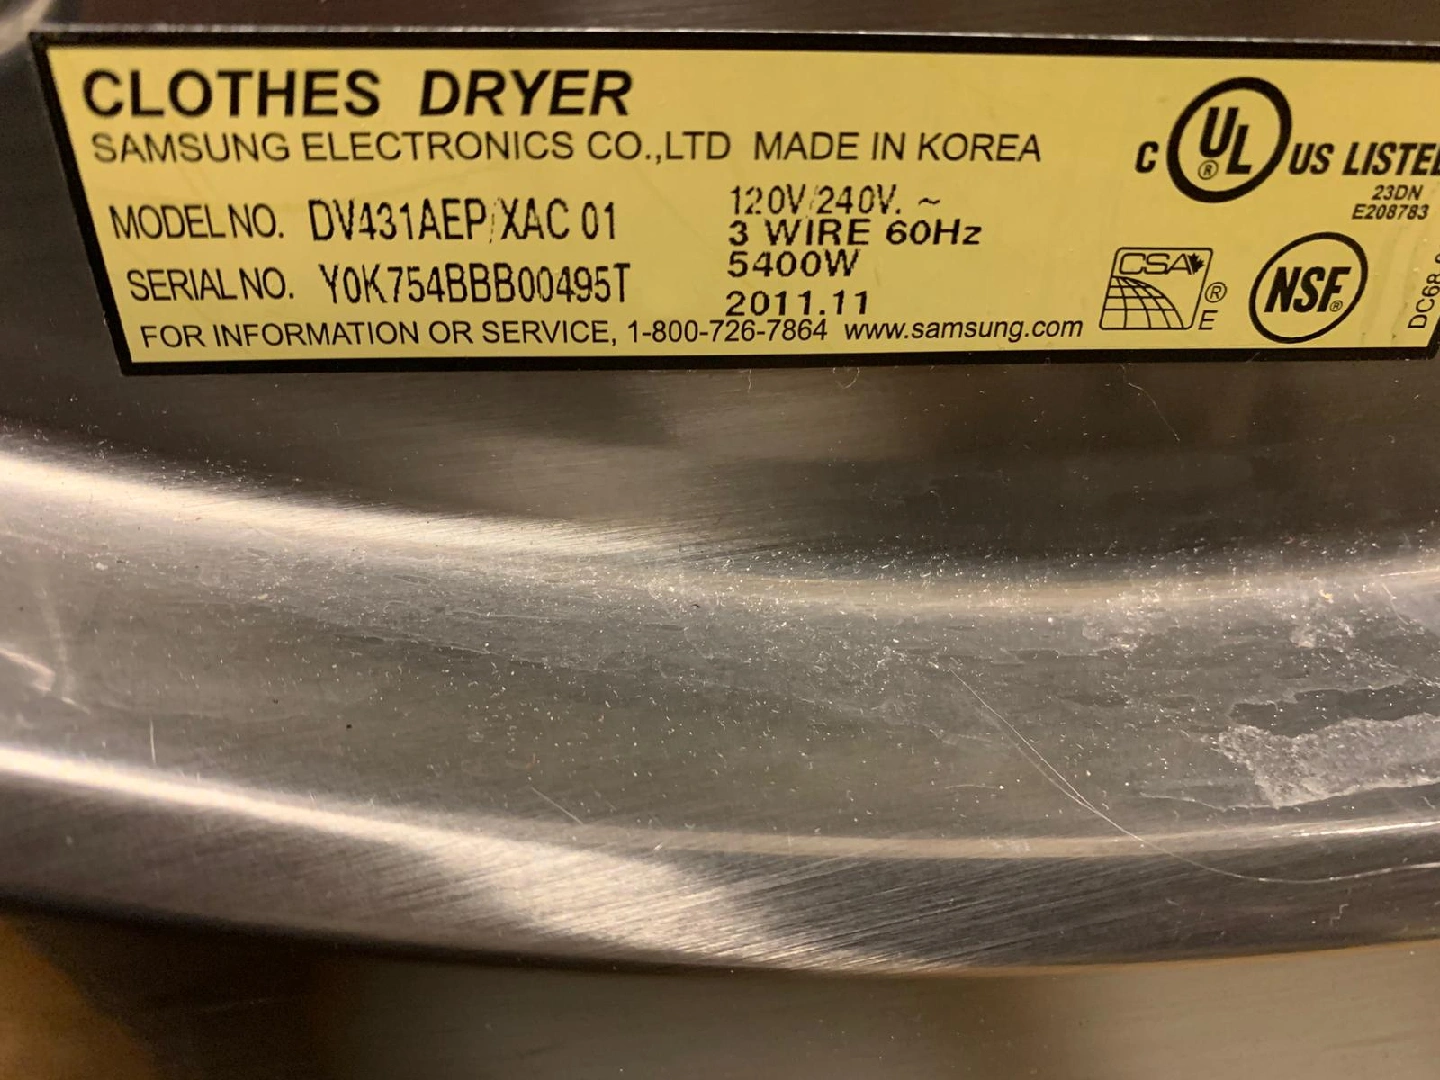 CLOTHES DRYER
SAMSUNG ELECTRONICS CO.,LTD MADE IN KOREA
MODEL NO. DV431AEP/XAC 01
SERIAL NO. Y0K754BBB00495T
120V/240V. ~
3 WIRE 60Hz
5400W
2011.11
FOR INFORMATION OR SERVICE, 1-800-726-7864 www.samsung.com
C UL ® US LISTED
23DN
E208783
CSA ®
E
NSF ®
DC68